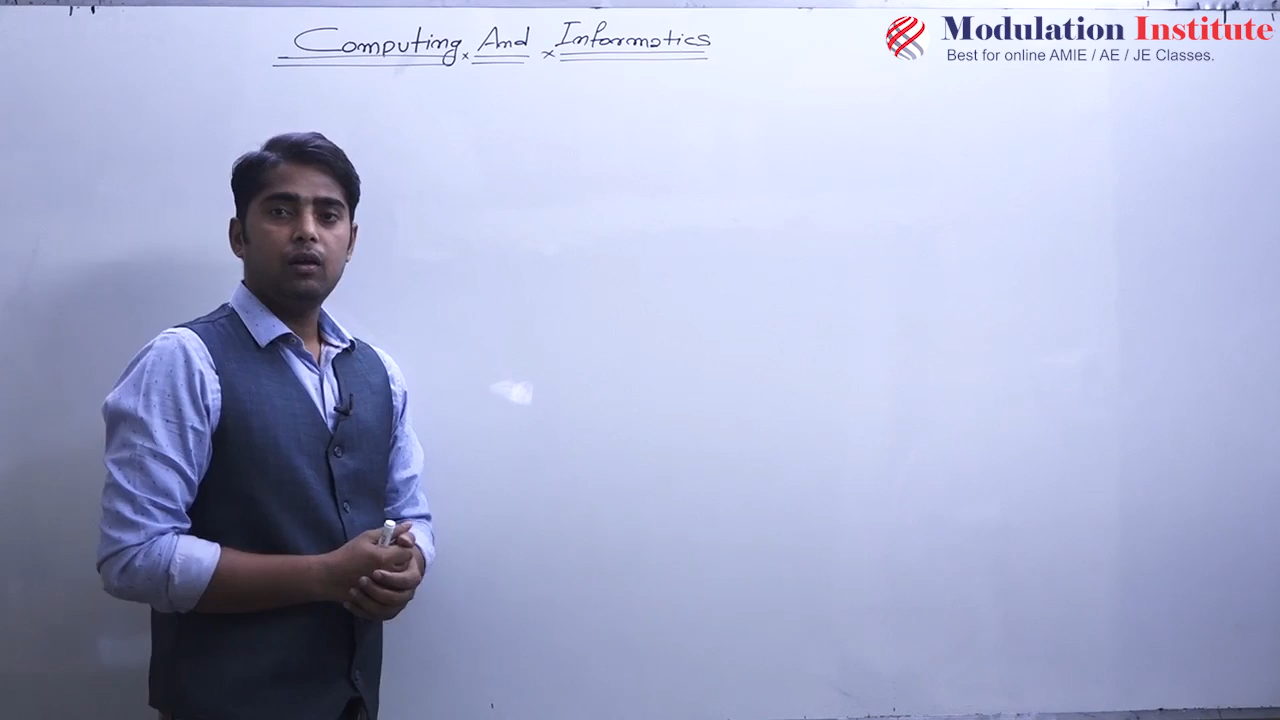 Computing And Informatics
Modulation Institute
Best for online AMIE / AE / JE Classes.